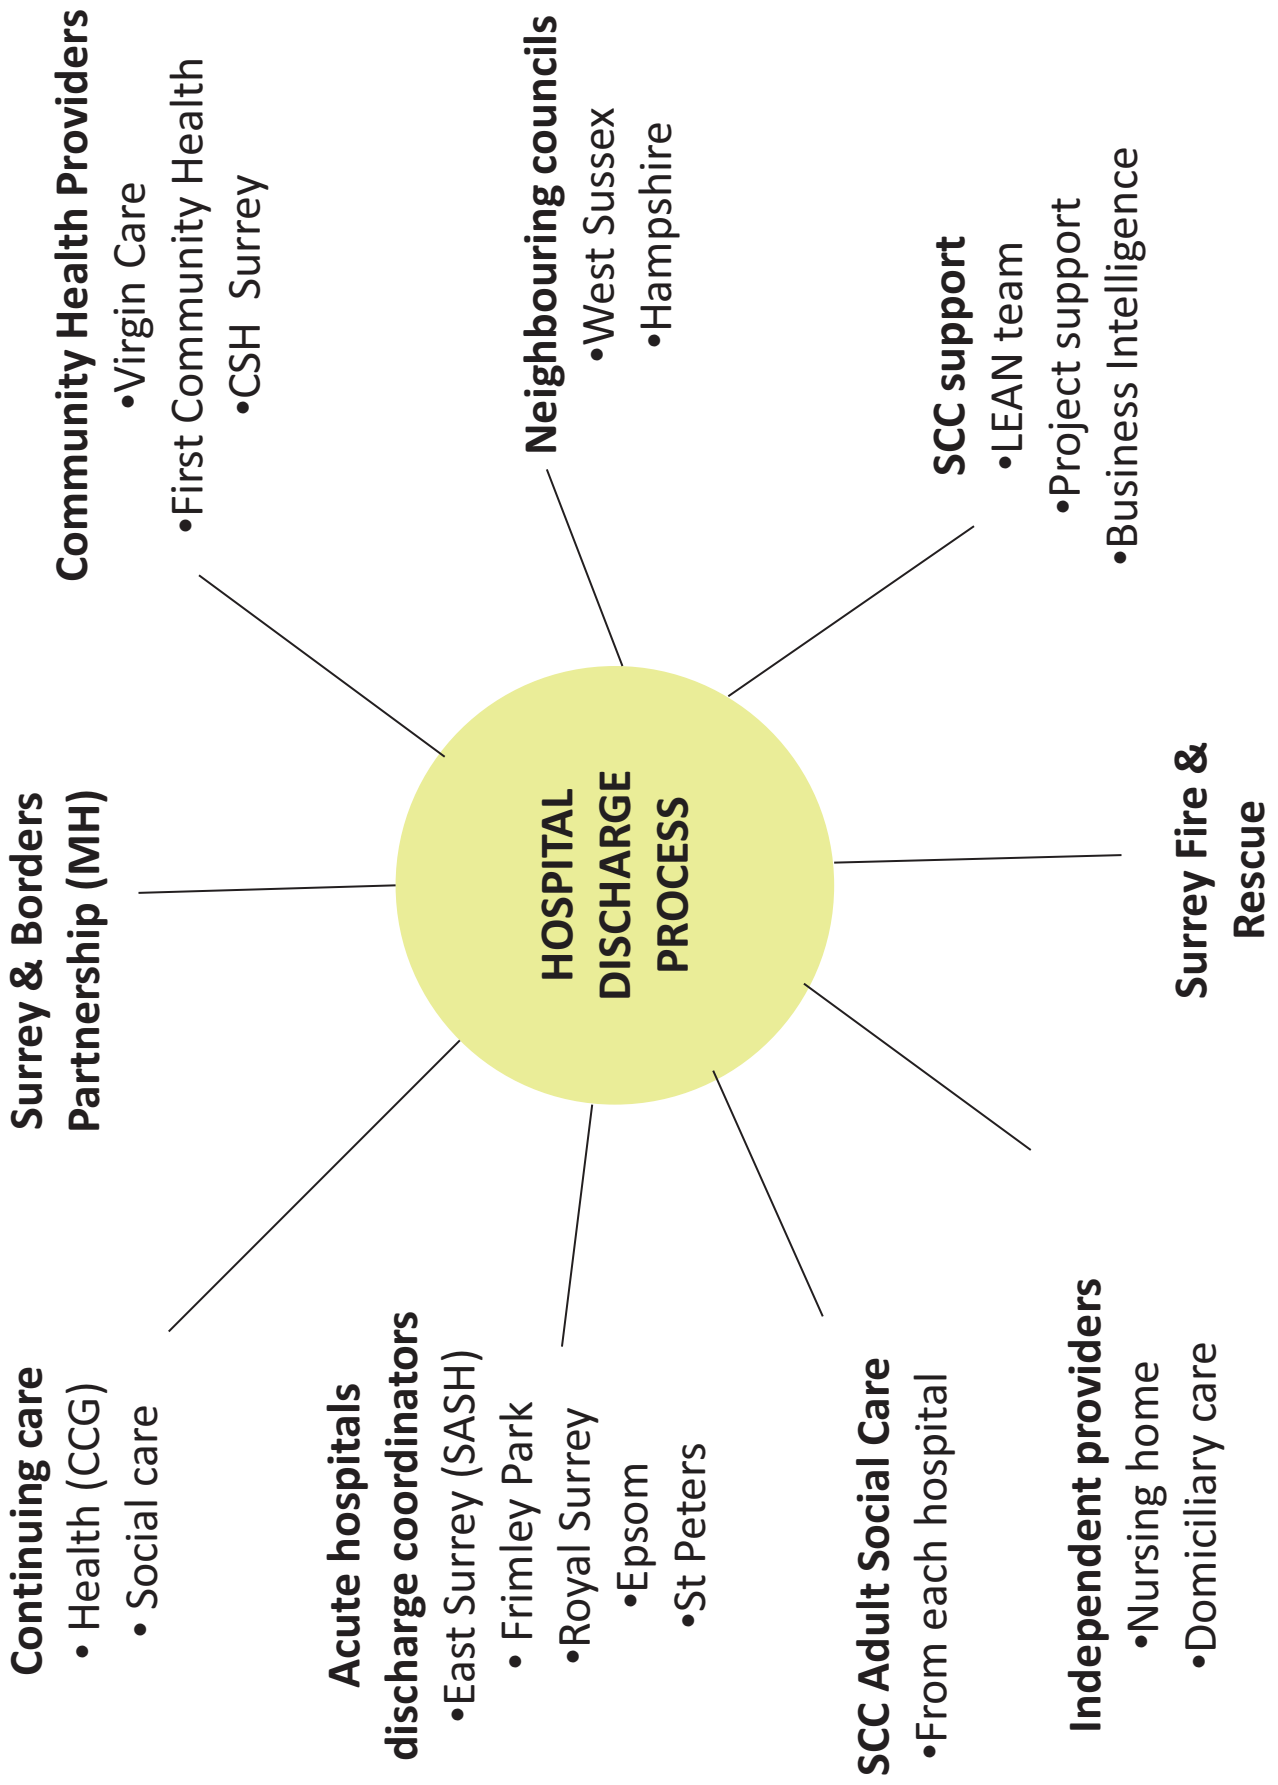 Continuing care
• Health (CCG)
• Social care
Surrey & Borders
Partnership (MH)
Community Health Providers
•Virgin Care
•First Community Health
•CSH Surrey
Acute hospitals
discharge coordinators
•East Surrey (SASH)
• Frimley Park
•Royal Surrey
•Epsom
•St Peters
HOSPITAL
DISCHARGE
PROCESS
Neighbouring councils
•West Sussex
•Hampshire
SCC Adult Social Care
•From each hospital
SCC support
•LEAN team
•Project support
•Business Intelligence
Independent providers
•Nursing home
•Domiciliary care
Surrey Fire &
Rescue